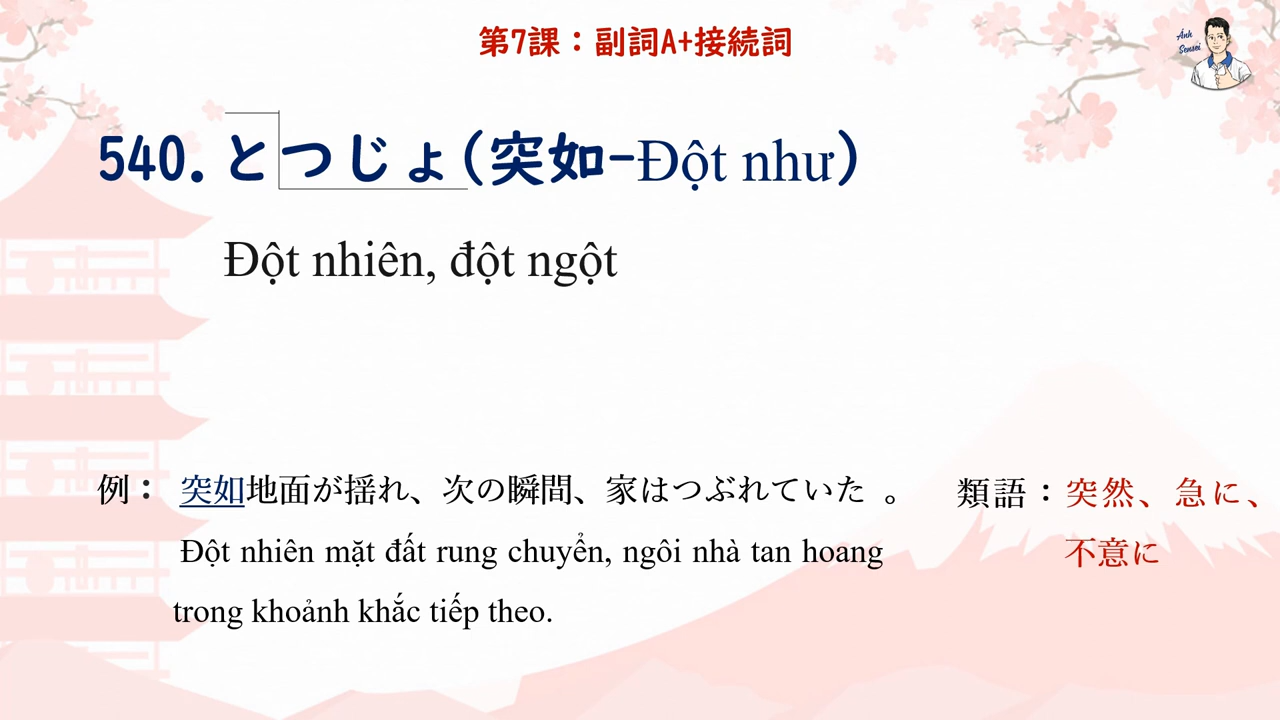 第7課：副詞A+接続詞
Anh
Sensei
540. とつじょ(突如-Đột như)
Đột nhiên, đột ngột
例： 突如地面が揺れ、次の瞬間、家はつぶれていた 。
Đột nhiên mặt đất rung chuyển, ngôi nhà tan hoang
trong khoảnh khắc tiếp theo.
類語：突然、急に、
不意に